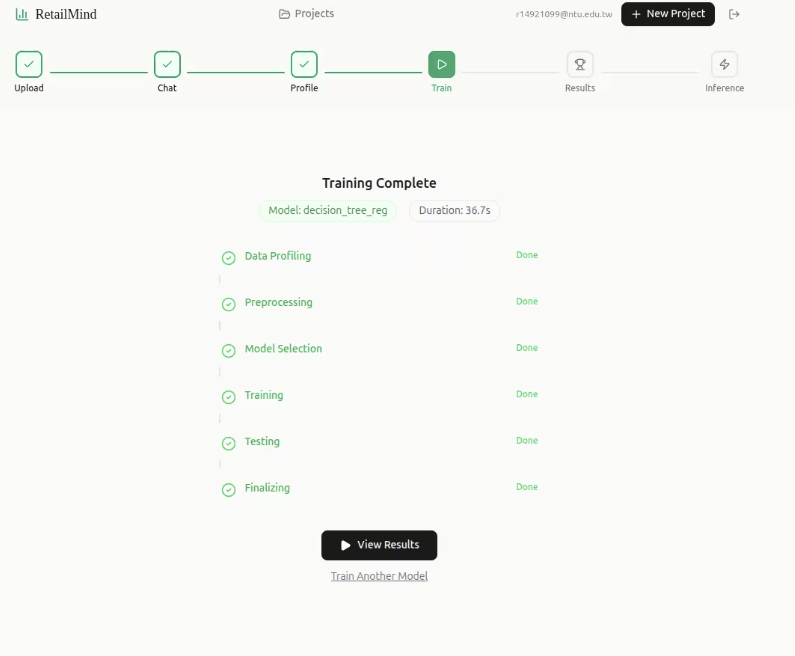 RetailMind
Projects
r14921099@ntu.edu.tw
+ New Project
Upload
Chat
Profile
Train
Results
Inference
Training Complete
Model: decision_tree_reg
Duration: 36.7s
Data Profiling
Done
Preprocessing
Done
Model Selection
Done
Training
Done
Testing
Done
Finalizing
Done
View Results
Train Another Model